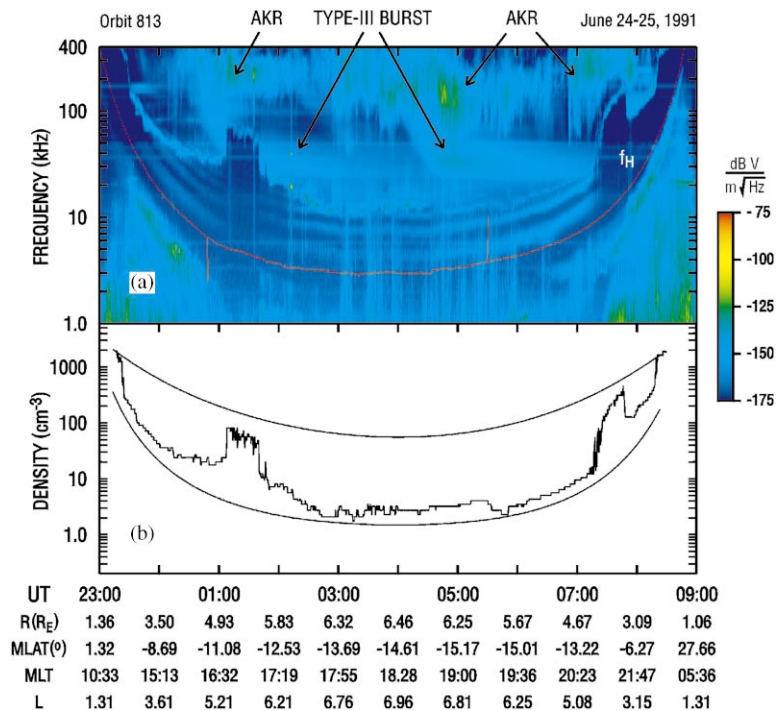 Orbit 813 AKR TYPE-III BURST AKR June 24-25, 1991
400
100
10
1.0
FREQUENCY (kHz)
(a)
fH
dB V
m√Hz
-75
-100
-125
-150
-175
1000
100
10
1.0
DENSITY (cm-3)
(b)
UT 23:00 01:00 03:00 05:00 07:00 09:00
R(RE) 1.36 3.50 4.93 5.83 6.32 6.46 6.25 5.67 4.67 3.09 1.06
MLAT(º) 1.32 -8.69 -11.08 -12.53 -13.69 -14.61 -15.17 -15.01 -13.22 -6.27 27.66
MLT 10:33 15:13 16:32 17:19 17:55 18.28 19:00 19:36 20:23 21:47 05:36
L 1.31 3.61 5.21 6.21 6.76 6.96 6.81 6.25 5.08 3.15 1.31